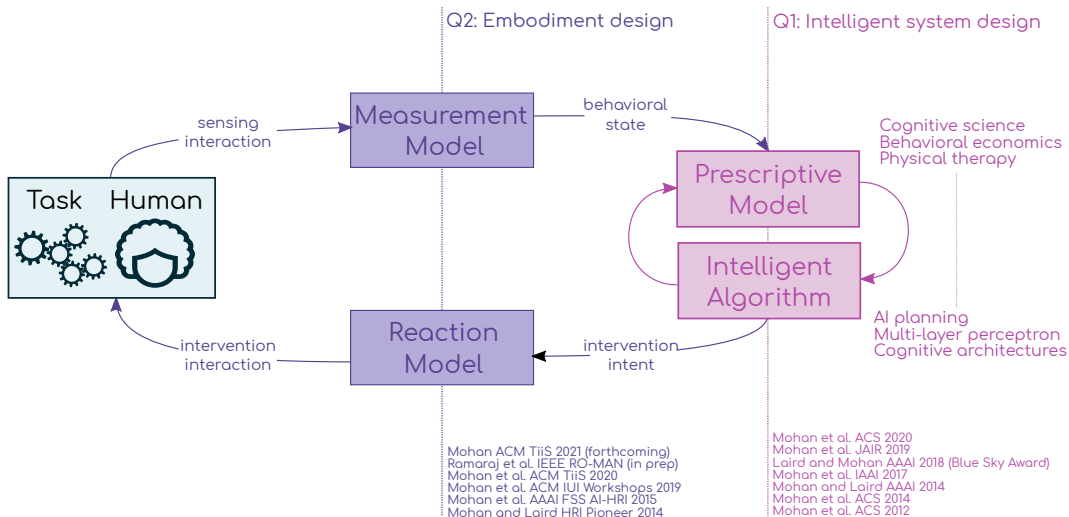 Q2: Embodiment design
Q1: Intelligent system design
Measurement
Model
behavioral
state
sensing
interaction
Cognitive science
Behavioral economics
Physical therapy
Prescriptive
Model
Task
Human
Intelligent
Algorithm
AI planning
Multi-layer perceptron
Cognitive architectures
Reaction
Model
intervention
interaction
intervention
intent
Mohan ACM TiiS 2021 (forthcoming)
Ramaraj et al. IEEE RO-MAN (in prep)
Mohan et al. ACM TiiS 2020
Mohan et al. ACM IUI Workshops 2019
Mohan et al. AAAI FSS AI-HRI 2015
Mohan and Laird HRI Pioneer 2014
Mohan et al. ACS 2020
Mohan et al. JAIR 2019
Laird and Mohan AAAI 2018 (Blue Sky Award)
Mohan et al. IAAI 2017
Mohan and Laird AAAI 2014
Mohan et al. ACS 2014
Mohan et al. ACS 2012